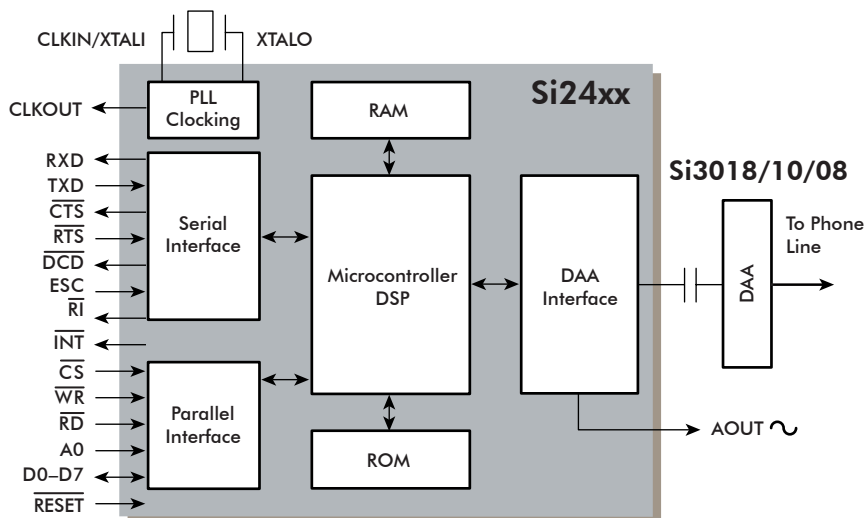 CLKIN/XTALI
XTALO
Si24xx
PLL
Clocking
RAM
CLKOUT
Si3018/10/08
RXD
TXD
CTS
RTS
DCD
ESC
RI
INT
CS
WR
RD
A0
D0–D7
RESET
Serial
Interface
Microcontroller
DSP
DAA
Interface
DAA
To Phone
Line
Parallel
Interface
ROM
AOUT